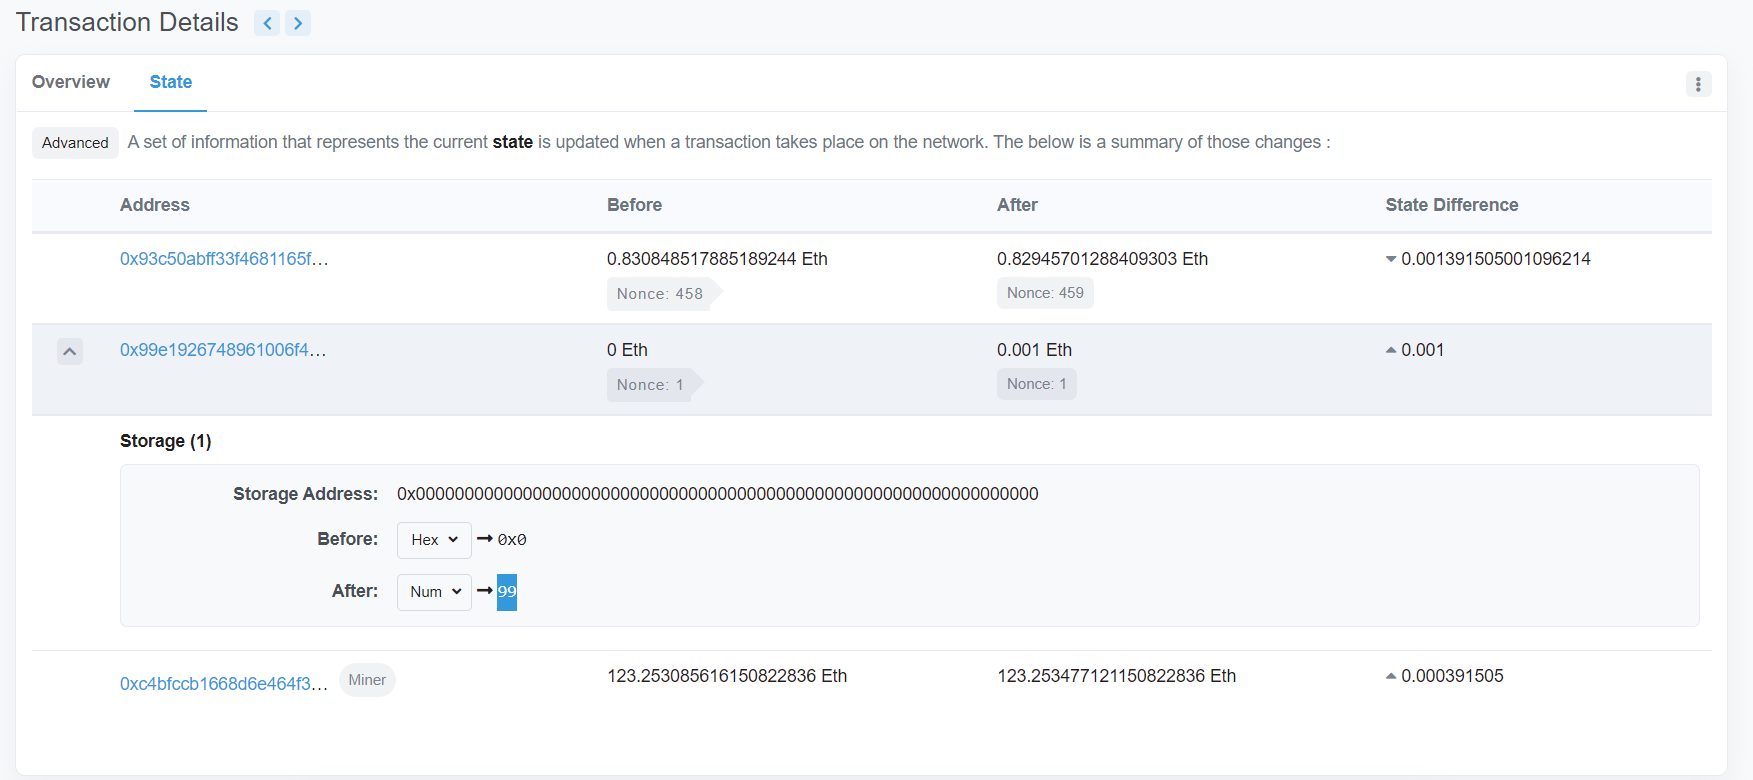 Transaction Details
Overview State
Advanced A set of information that represents the current state is updated when a transaction takes place on the network. The below is a summary of those changes :
Address Before After State Difference
0x93c50abff33f4681165f... 0.830848517885189244 Eth 0.82945701288409303 Eth 0.001391505001096214
Nonce: 458 Nonce: 459
0x99e1926748961006f4... 0 Eth 0.001 Eth 0.001
Nonce: 1 Nonce: 1
Storage (1)
Storage Address: 0x0000000000000000000000000000000000000000000000000000000000000000
Before: Hex 0x0
After: Num 99
0xc4bfccb1668d6e464f3... Miner 123.253085616150822836 Eth 123.253477121150822836 Eth 0.000391505